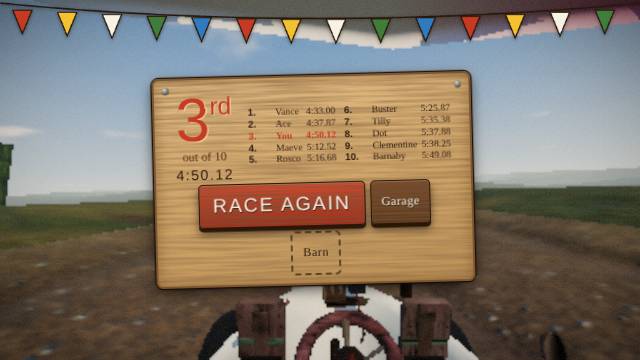 3rd
out of 10
4:50.12
1. Vance 4:33.00
2. Ace 4:37.87
3. You 4:50.12
4. Maeve 5:12.52
5. Rosco 5:16.68
6. Buster 5:25.87
7. Tilly 5:35.38
8. Dot 5:37.88
9. Clementine 5:38.25
10. Barnaby 5:49.08
RACE AGAIN
Garage
Barn